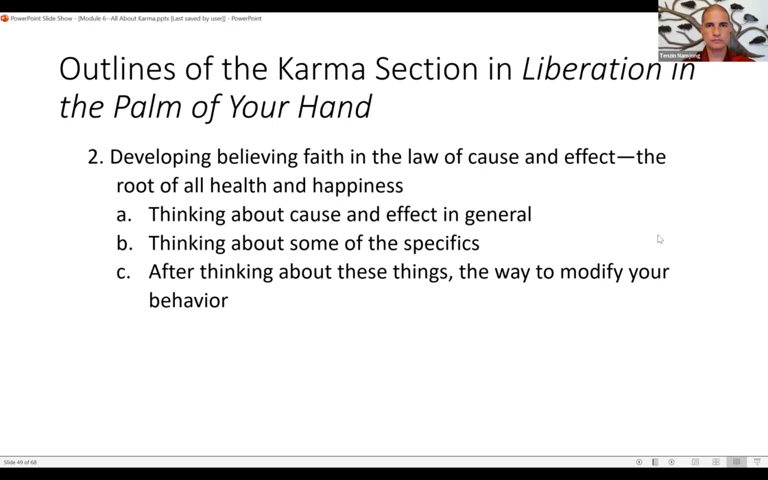 PowerPoint Slide Show - [Module 6--All About Karma.pptx [Last saved by user]] - PowerPoint
Tenzin Namjong
Outlines of the Karma Section in Liberation in
the Palm of Your Hand
2. Developing believing faith in the law of cause and effect—the
root of all health and happiness
a. Thinking about cause and effect in general
b. Thinking about some of the specifics
c. After thinking about these things, the way to modify your
behavior
Slide 49 of 68